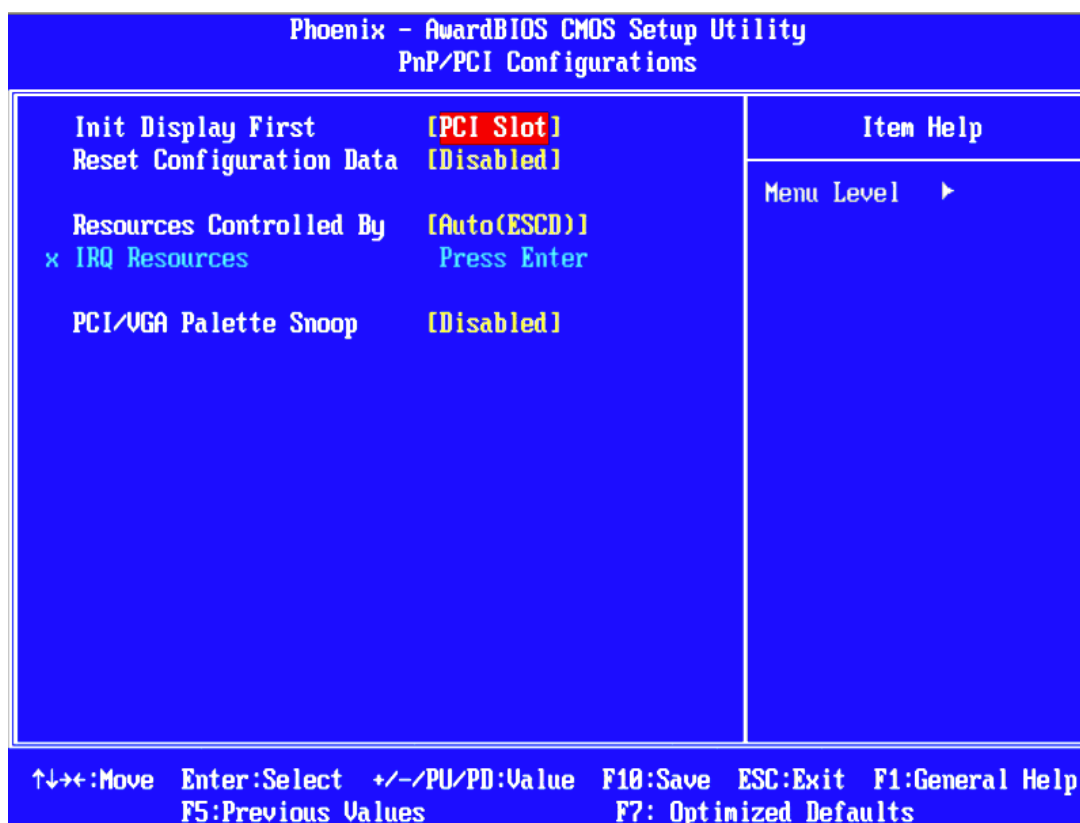 Phoenix - AwardBIOS CMOS Setup Utility
PnP/PCI Configurations
Init Display First [PCI Slot]
Reset Configuration Data [Disabled]
Resources Controlled By [Auto(ESCD)]
x IRQ Resources Press Enter
PCI/VGA Palette Snoop [Disabled]
Item Help
Menu Level ▶
↑↓→←:Move Enter:Select +/-/PU/PD:Value F10:Save ESC:Exit F1:General Help
F5:Previous Values F7: Optimized Defaults